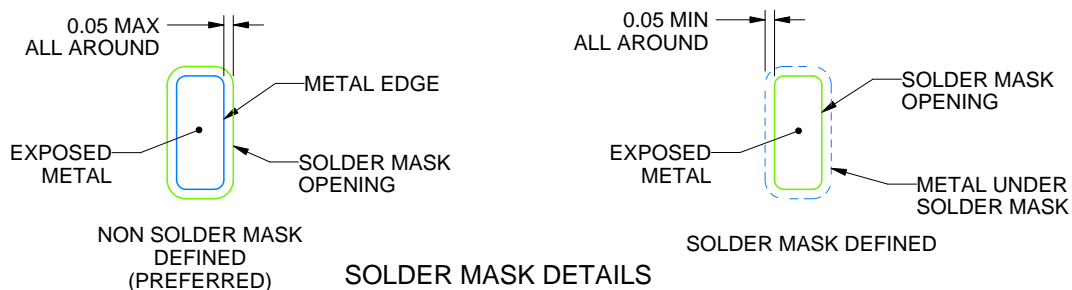 0.05 MAX
ALL AROUND
METAL EDGE
EXPOSED
METAL
SOLDER MASK
OPENING
NON SOLDER MASK
DEFINED
(PREFERRED)
0.05 MIN
ALL AROUND
SOLDER MASK
OPENING
EXPOSED
METAL
METAL UNDER
SOLDER MASK
SOLDER MASK DEFINED
SOLDER MASK DETAILS